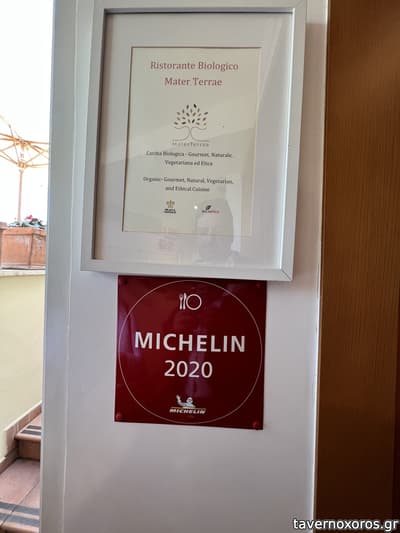 Ristorante Biologico
Mater Terrae
MaterTerrae
Cucina Biologica - Gourmet, Naturale,
Vegetariana ed Etica
Organic- Gourmet, Natural, Vegetarian,
and Ethical Cuisine
MICHELIN
2020
MICHELIN
tavernoxoros.gr